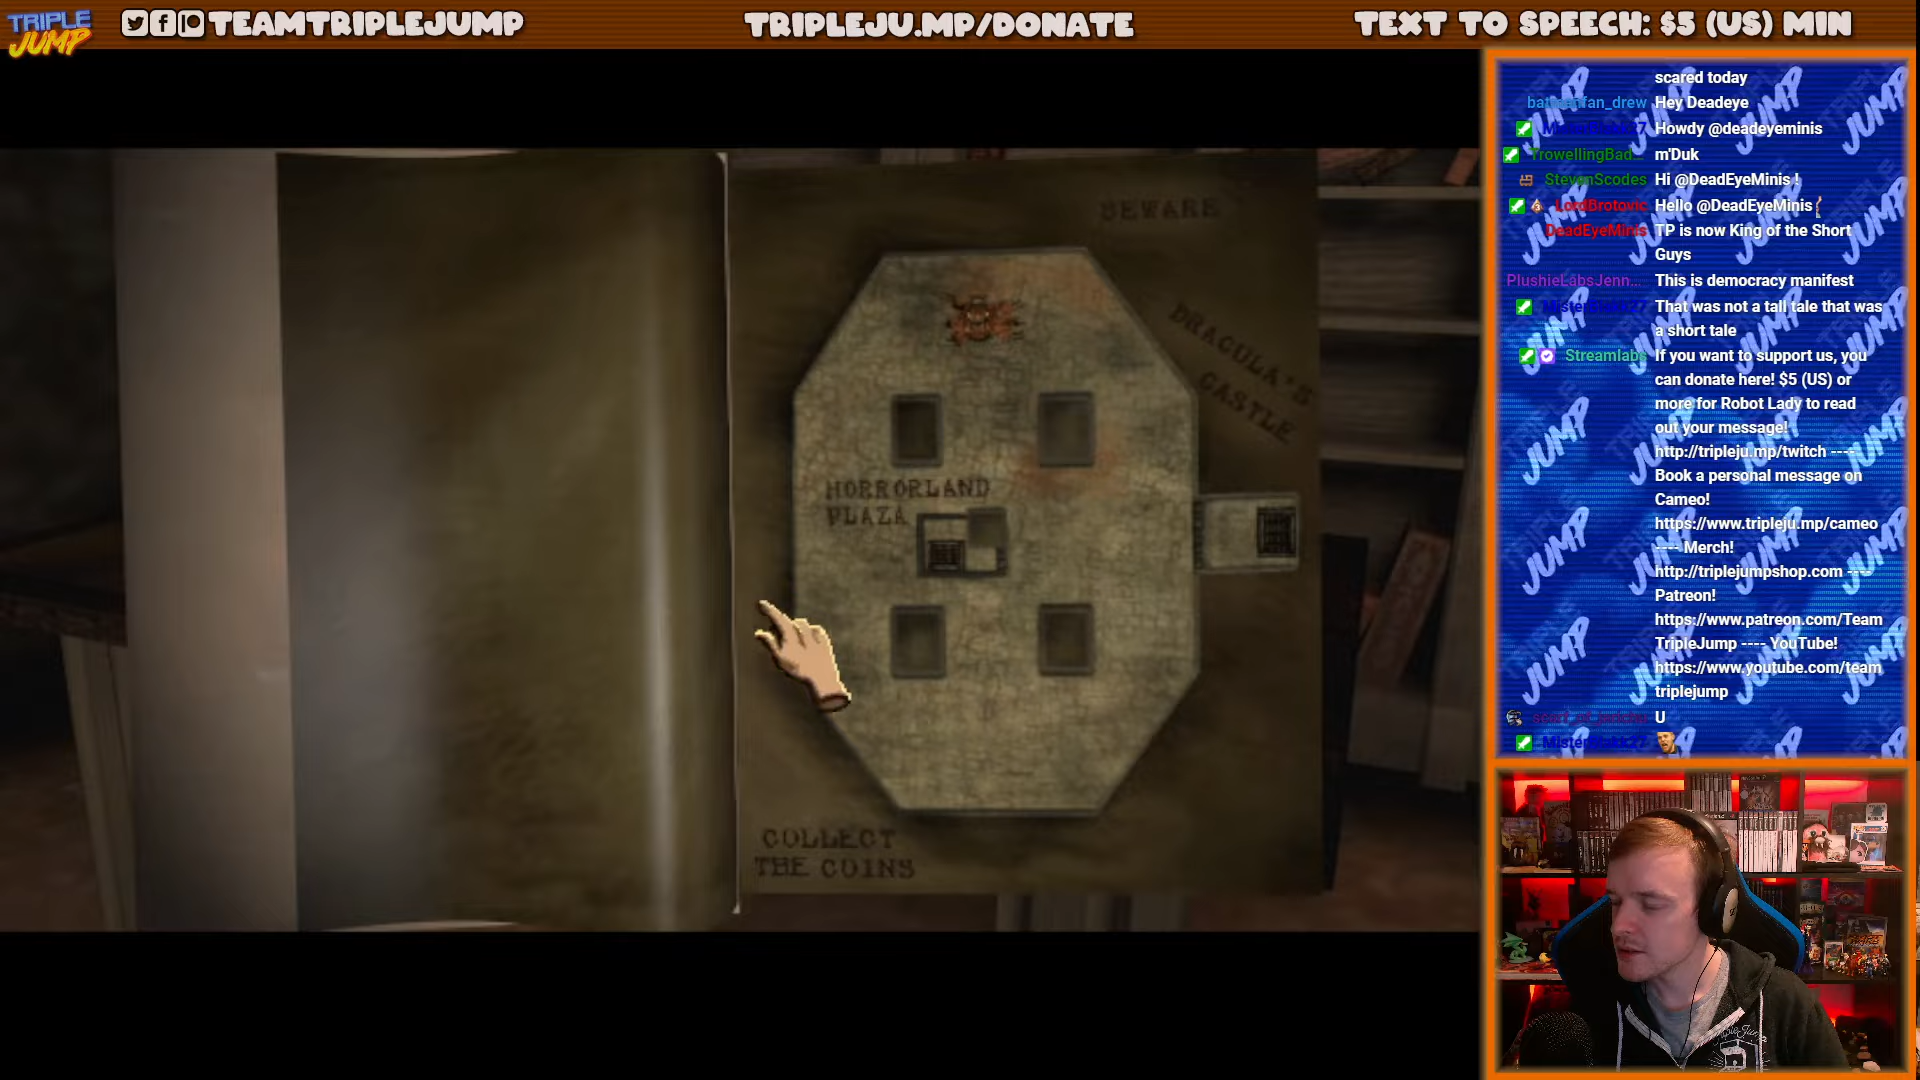 TRIPLE
JUMP
TEAMTRIPLEJUMP
TRIPLEJU.MP/DONATE
TEXT TO SPEECH: $5 (US) MIN
BEWARE
DRACULA'S
CASTLE
HORRORLAND
PLAZA
COLLECT
THE COINS
scared today
Hey Deadeye
Howdy @deadeyeminis
TrowellingBad... m'Duk
StevenScodes Hi @DeadEyeMinis !
LordBrotovic Hello @DeadEyeMinis
DeadEyeMinis TP is now King of the Short
Guys
PlushieLabsJenn... This is democracy manifest
That was not a tall tale that was
a short tale
Streamlabs If you want to support us, you
can donate here! $5 (US) or
more for Robot Lady to read
out your message!
http://tripleju.mp/twitch ----
Book a personal message on
Cameo!
https://www.tripleju.mp/cameo
---- Merch!
http://triplejumpshop.com ----
Patreon!
https://www.patreon.com/Team
TripleJump ---- YouTube!
https://www.youtube.com/team
triplejump
U